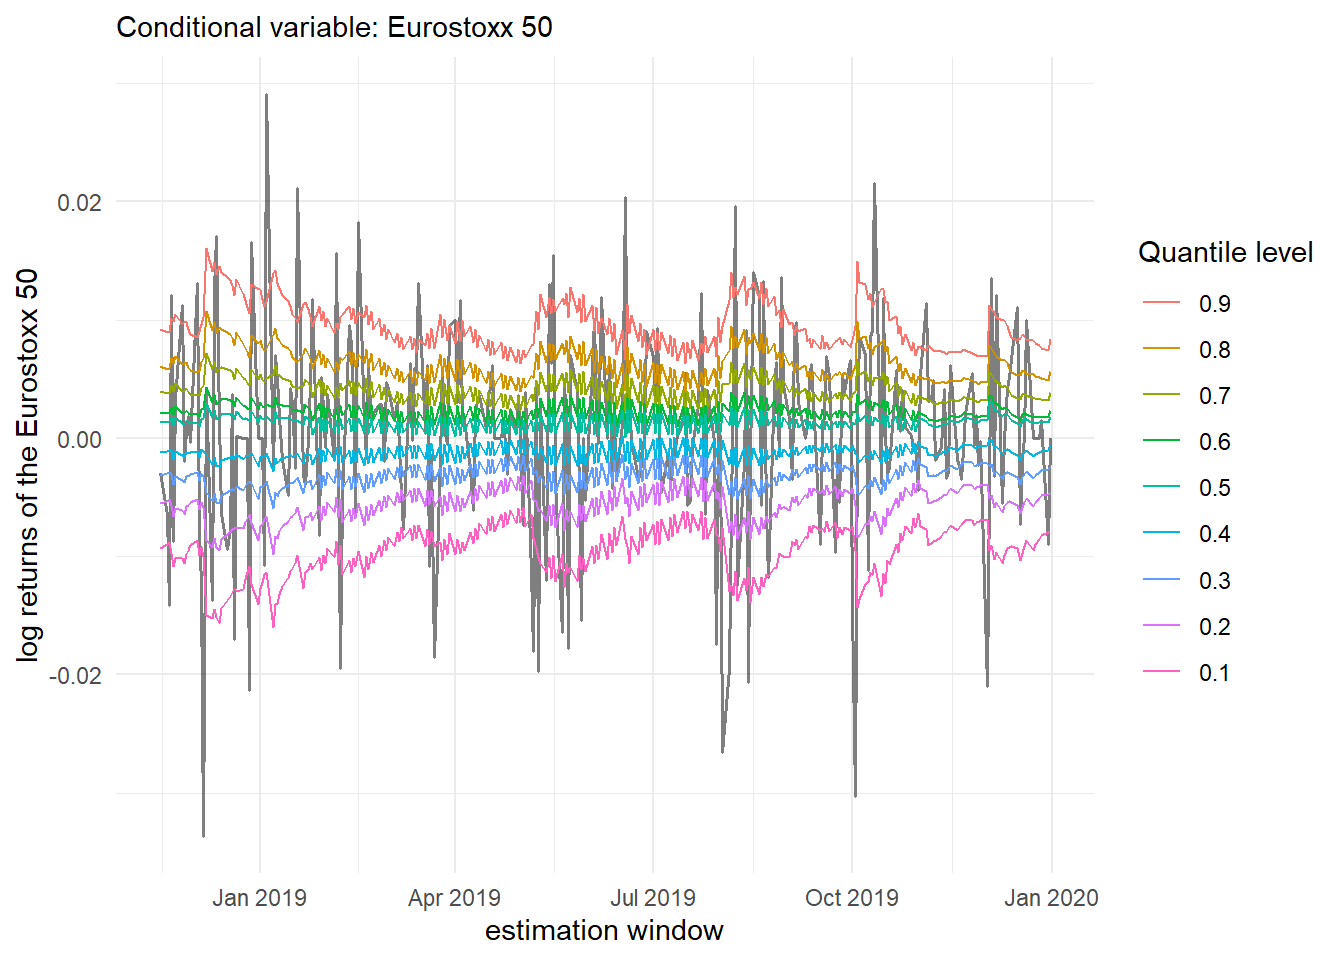 Conditional variable: Eurostoxx 50
log returns of the Eurostoxx 50
0.02
0.00
-0.02
Jan 2019
Apr 2019
Jul 2019
Oct 2019
Jan 2020
estimation window
Quantile level
0.9
0.8
0.7
0.6
0.5
0.4
0.3
0.2
0.1